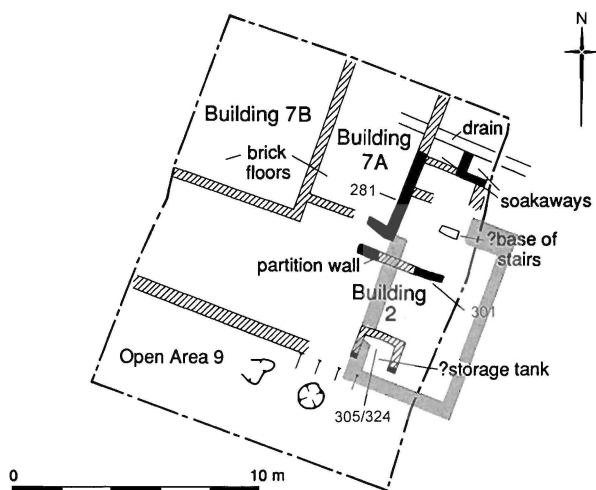 N
Building 7B
Building
7A
drain
brick
floors
281
soakaways
?base of
stairs
partition wall
Building
2
301
Open Area 9
?storage tank
305/324
0
10 m